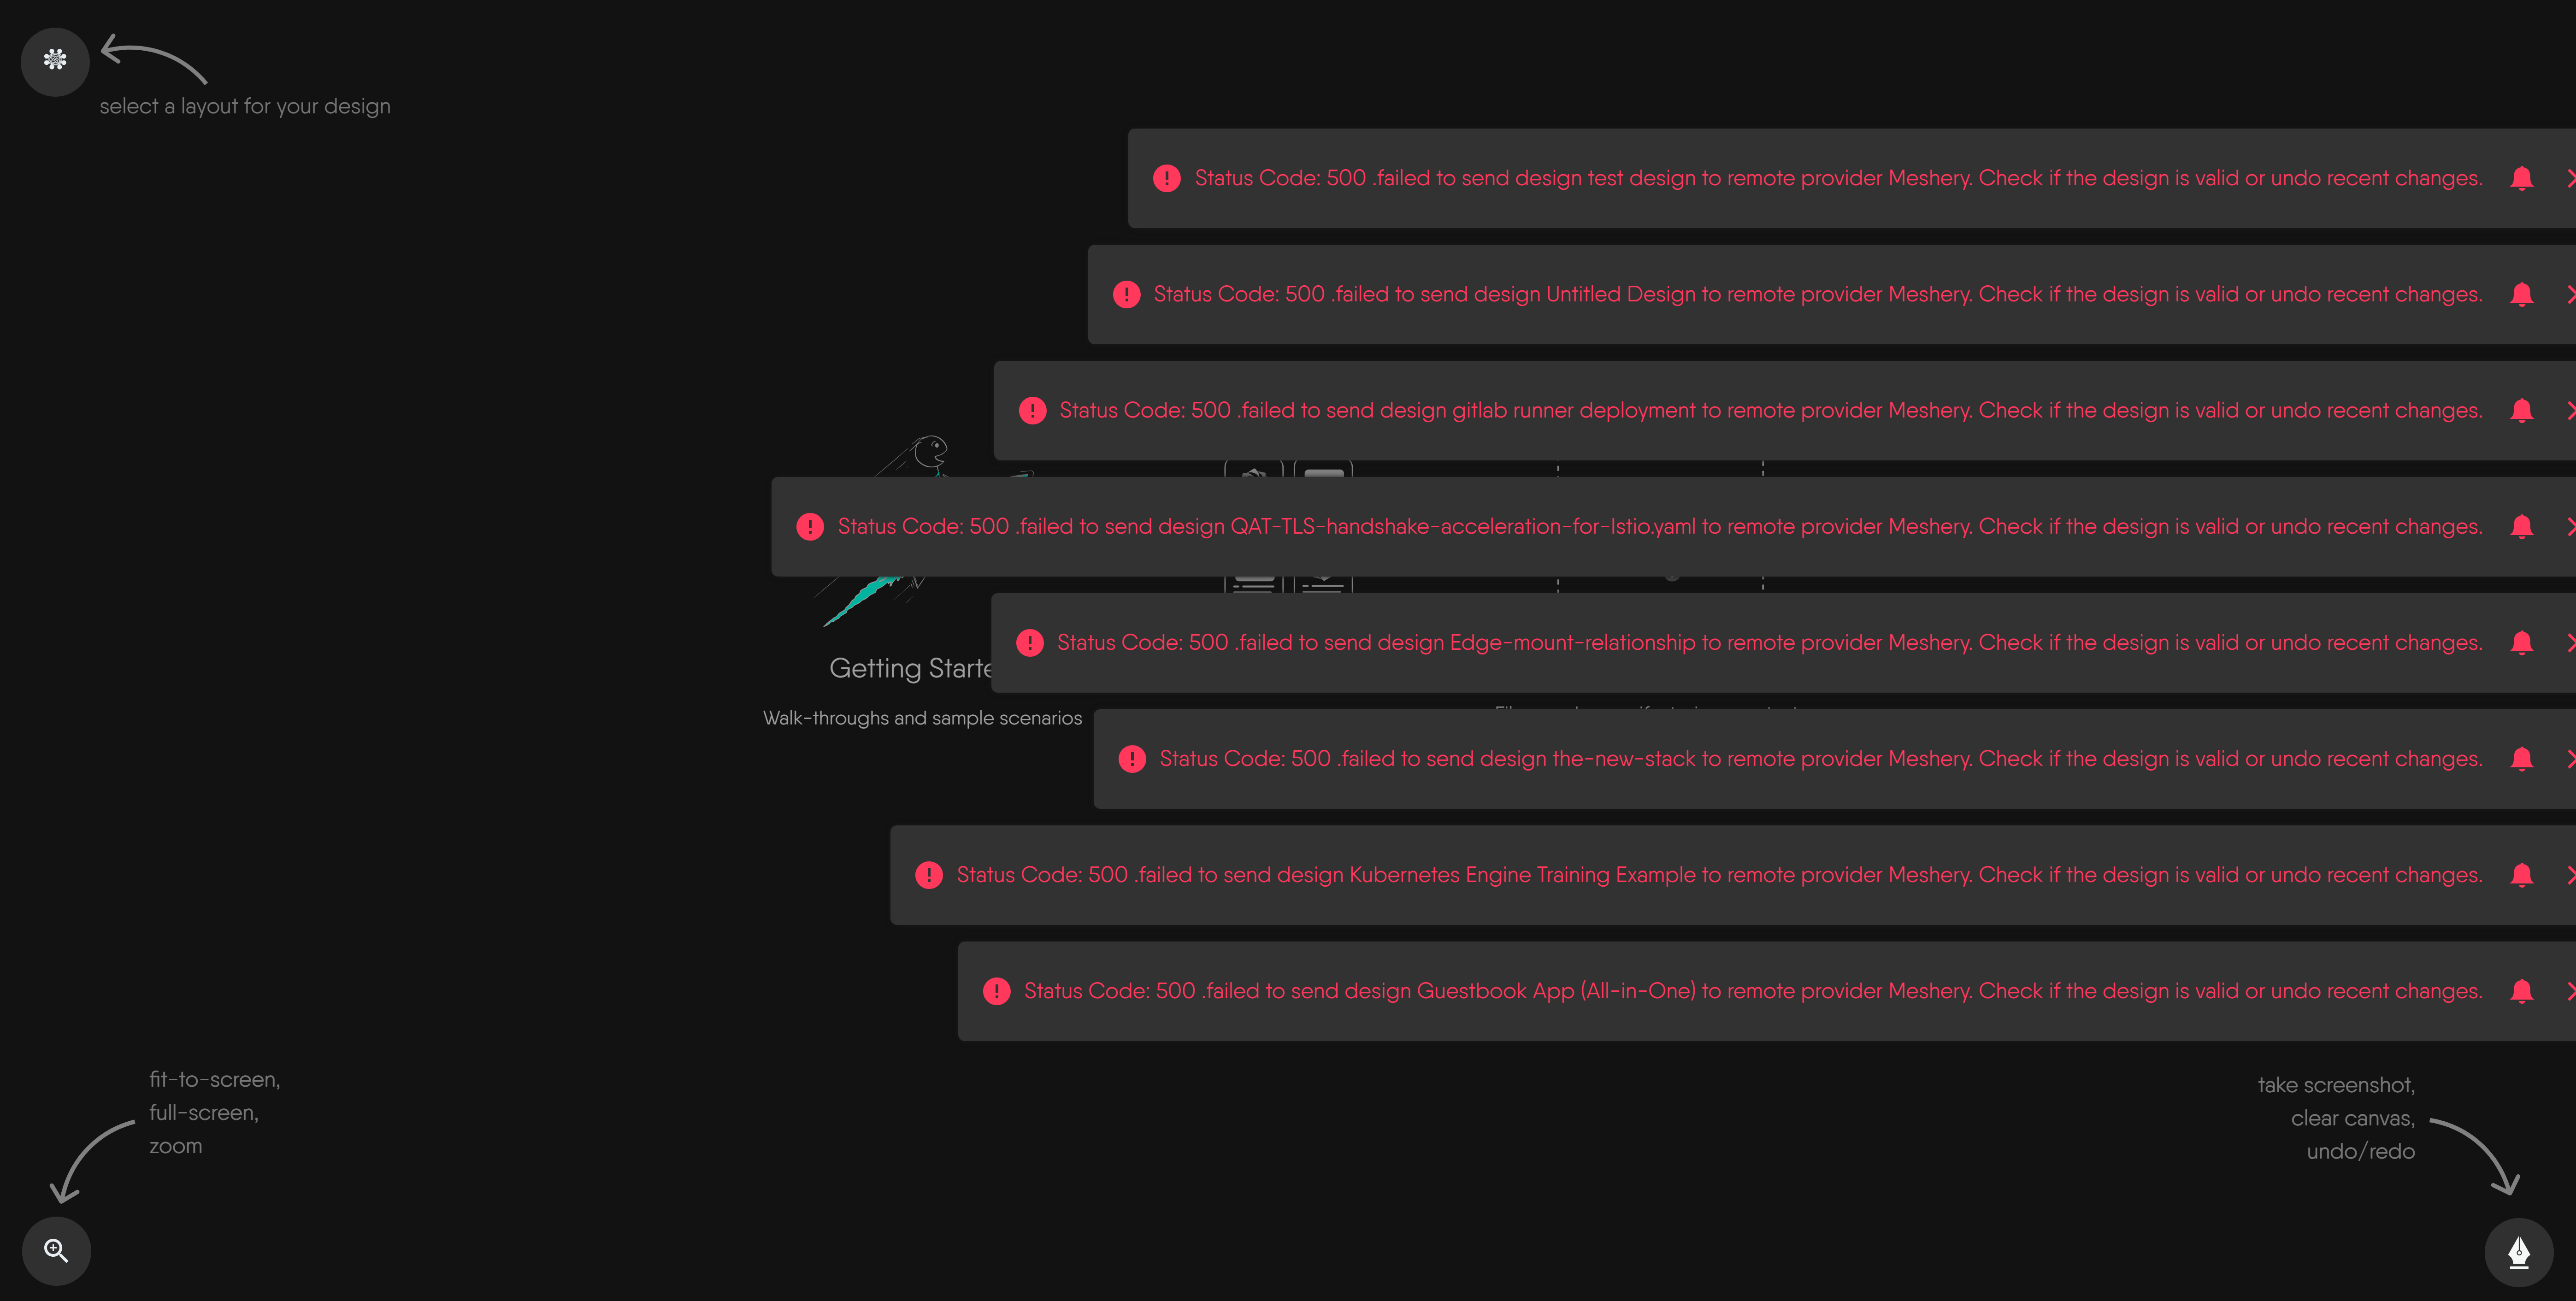 select a layout for your design
Status Code: 500 .failed to send design test design to remote provider Meshery. Check if the design is valid or undo recent changes.
Status Code: 500 .failed to send design Untitled Design to remote provider Meshery. Check if the design is valid or undo recent changes.
Status Code: 500 .failed to send design gitlab runner deployment to remote provider Meshery. Check if the design is valid or undo recent changes.
Status Code: 500 .failed to send design QAT-TLS-handshake-acceleration-for-Istio.yaml to remote provider Meshery. Check if the design is valid or undo recent changes.
Status Code: 500 .failed to send design Edge-mount-relationship to remote provider Meshery. Check if the design is valid or undo recent changes.
Getting Starte
Walk-throughs and sample scenarios
Status Code: 500 .failed to send design the-new-stack to remote provider Meshery. Check if the design is valid or undo recent changes.
Status Code: 500 .failed to send design Kubernetes Engine Training Example to remote provider Meshery. Check if the design is valid or undo recent changes.
Status Code: 500 .failed to send design Guestbook App (All-in-One) to remote provider Meshery. Check if the design is valid or undo recent changes.
fit-to-screen,
full-screen,
zoom
take screenshot,
clear canvas,
undo/redo